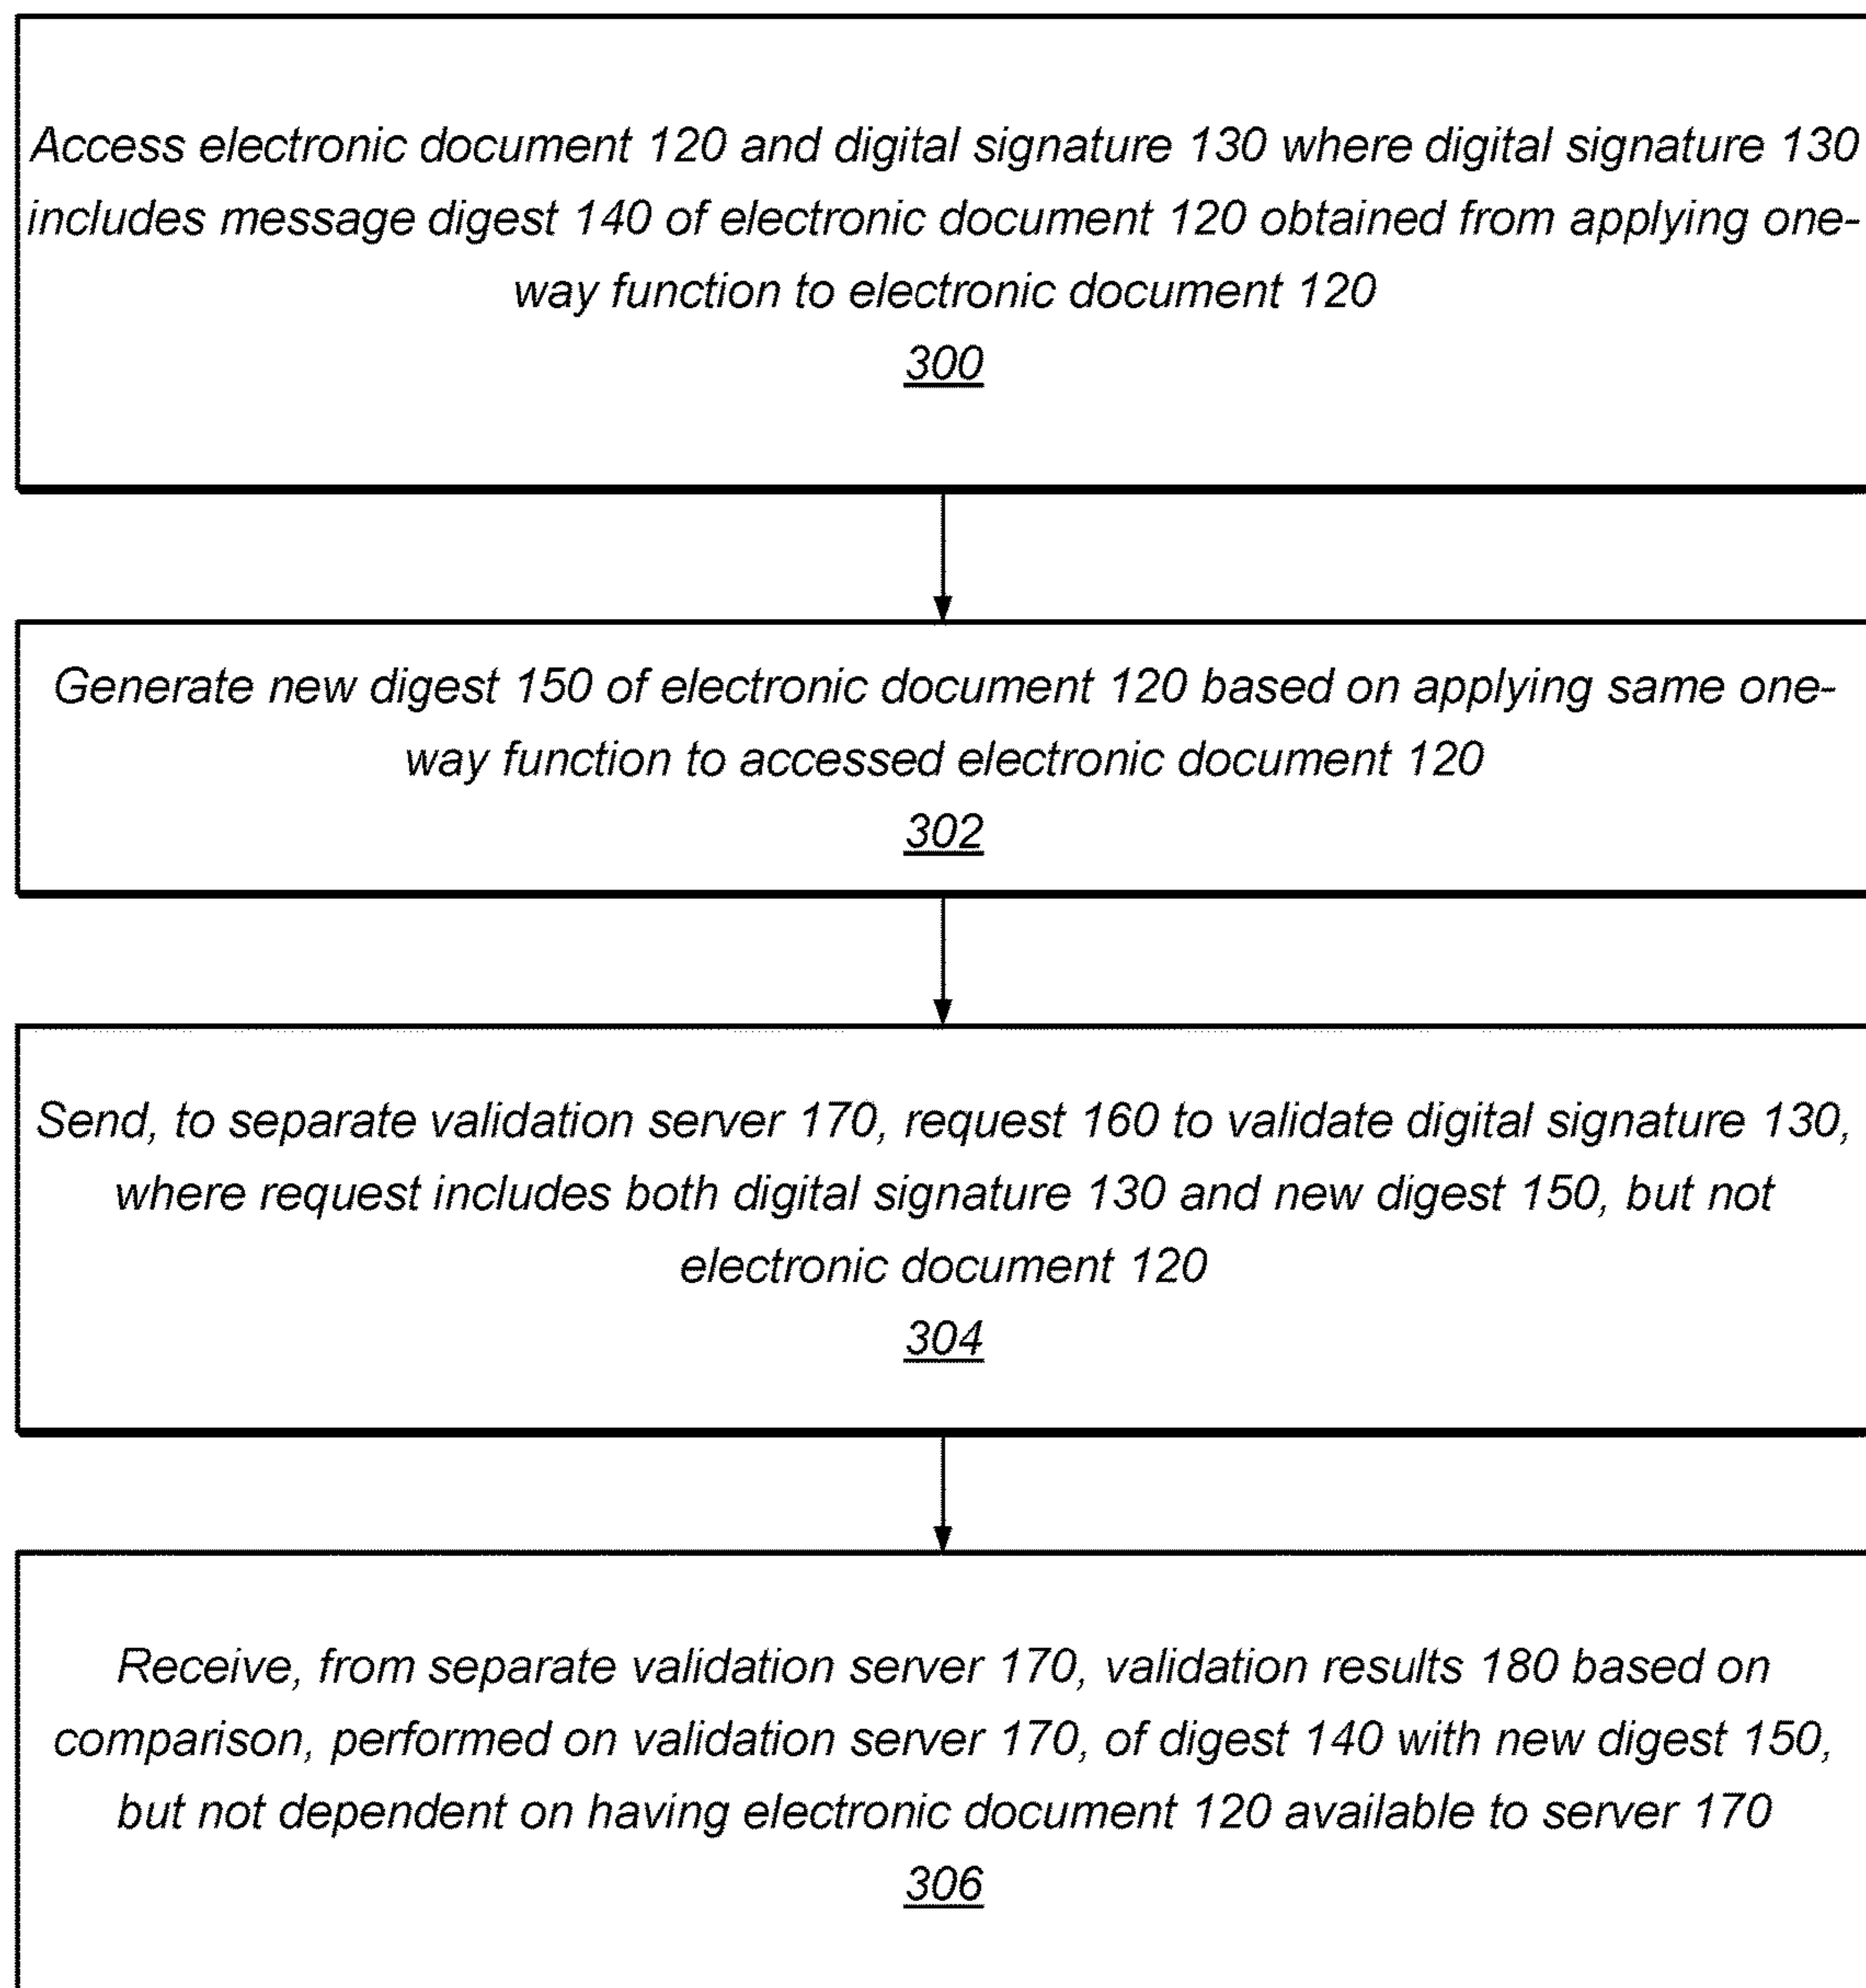 Access electronic document 120 and digital signature 130 where digital signature 130
includes message digest 140 of electronic document 120 obtained from applying one-
way function to electronic document 120
300
Generate new digest 150 of electronic document 120 based on applying same one-
way function to accessed electronic document 120
302
Send, to separate validation server 170, request 160 to validate digital signature 130,
where request includes both digital signature 130 and new digest 150, but not
electronic document 120
304
Receive, from separate validation server 170, validation results 180 based on
comparison, performed on validation server 170, of digest 140 with new digest 150,
but not dependent on having electronic document 120 available to server 170
306